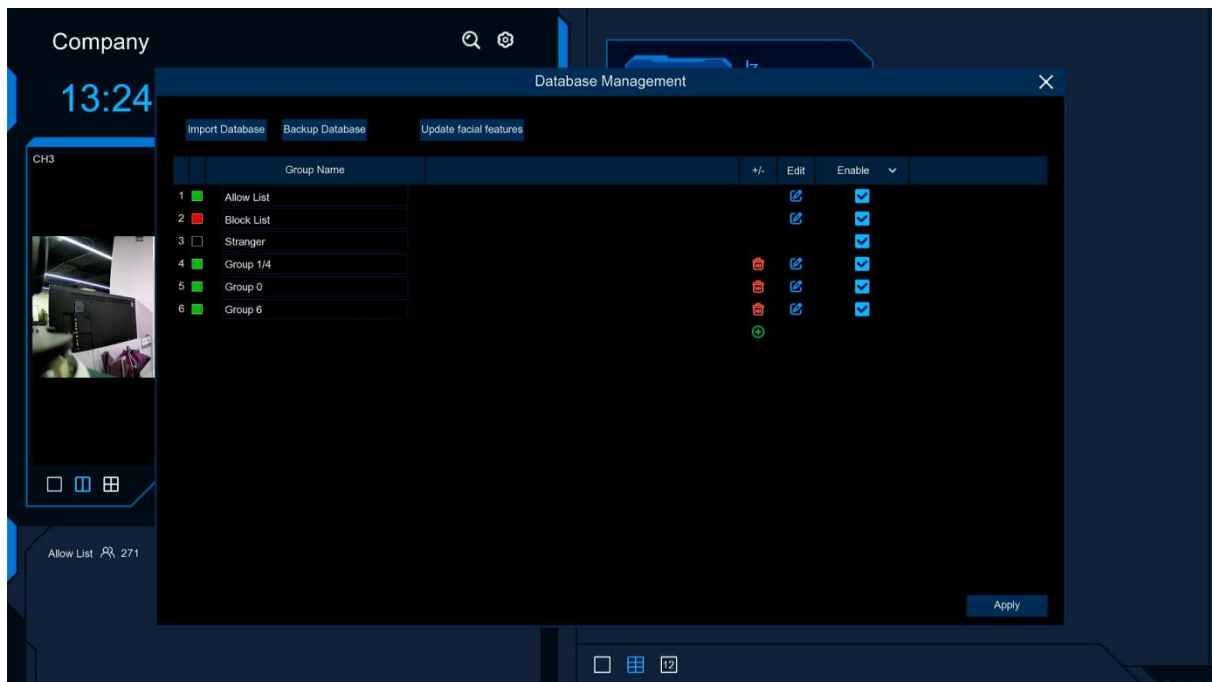 Company
13:24
Database Management
Import Database Backup Database Update facial features
CH3
Group Name +/- Edit Enable
1 Allow List
2 Block List
3 Stranger
4 Group 1/4
5 Group 0
6 Group 6
Allow List 271
Apply
12